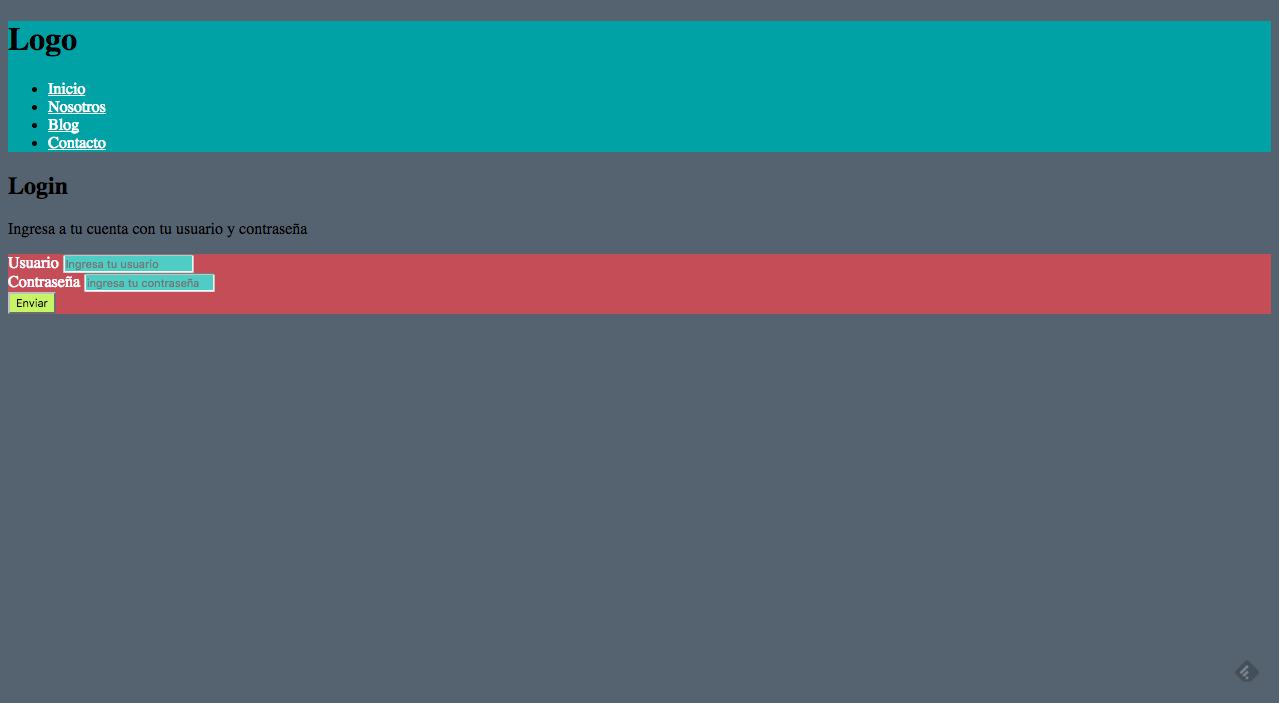 Logo
Inicio
Nosotros
Blog
Contacto
Login
Ingresa a tu cuenta con tu usuario y contraseña
Usuario Ingresa tu usuario
Contraseña ingresa tu contraseña
Enviar